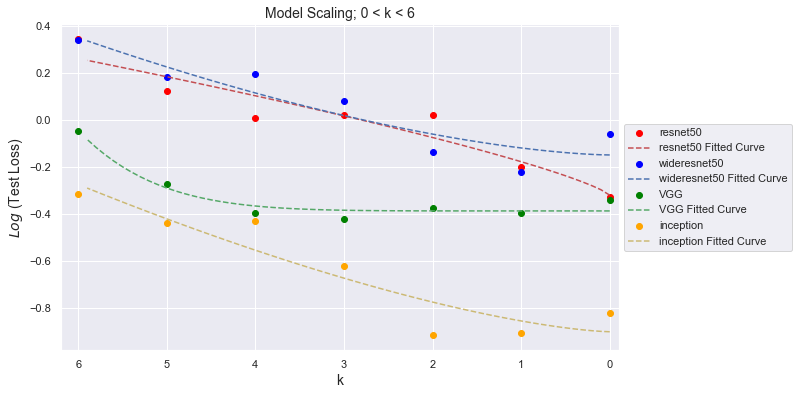 Model Scaling; 0 < k < 6
Log (Test Loss)
0.4
0.2
0.0
−0.2
−0.4
−0.6
−0.8
6 5 4 3 2 1 0
k
resnet50
resnet50 Fitted Curve
wideresnet50
wideresnet50 Fitted Curve
VGG
VGG Fitted Curve
inception
inception Fitted Curve